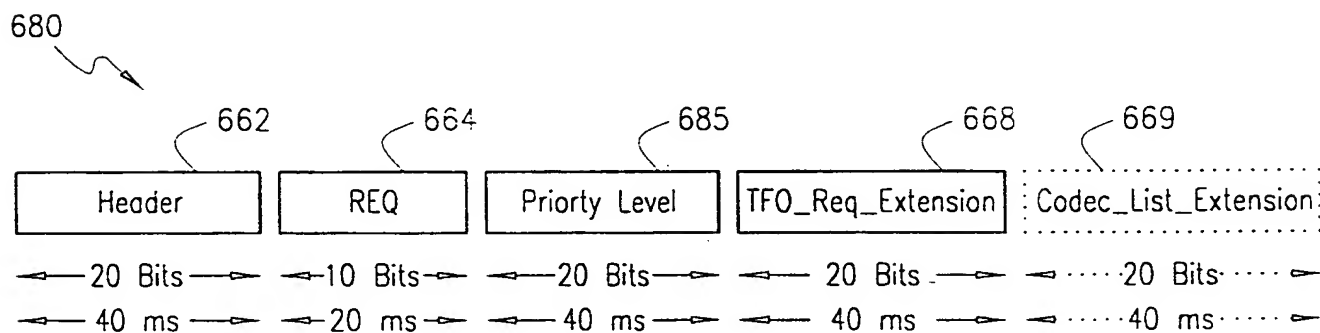 680
662 664 685 668 669
Header REQ Priorty Level TFO_Req_Extension Codec_List_Extension
20 Bits 10 Bits 20 Bits 20 Bits 20 Bits
40 ms 20 ms 40 ms 40 ms 40 ms